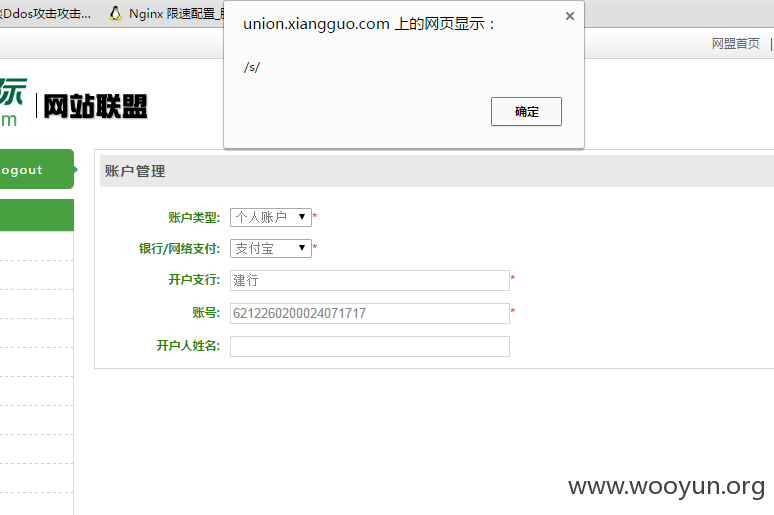 Ddos攻击攻击... Nginx 限速配置_
union.xiangguo.com 上的网页显示：
/s/
确定
网盟首页 |
际
m
网站联盟
ogout
账户管理
账户类型: 个人账户 *
银行/网络支付: 支付宝 *
开户支行: 建行 *
账号: 6212260200024071717 *
开户人姓名:
www.wooyun.org